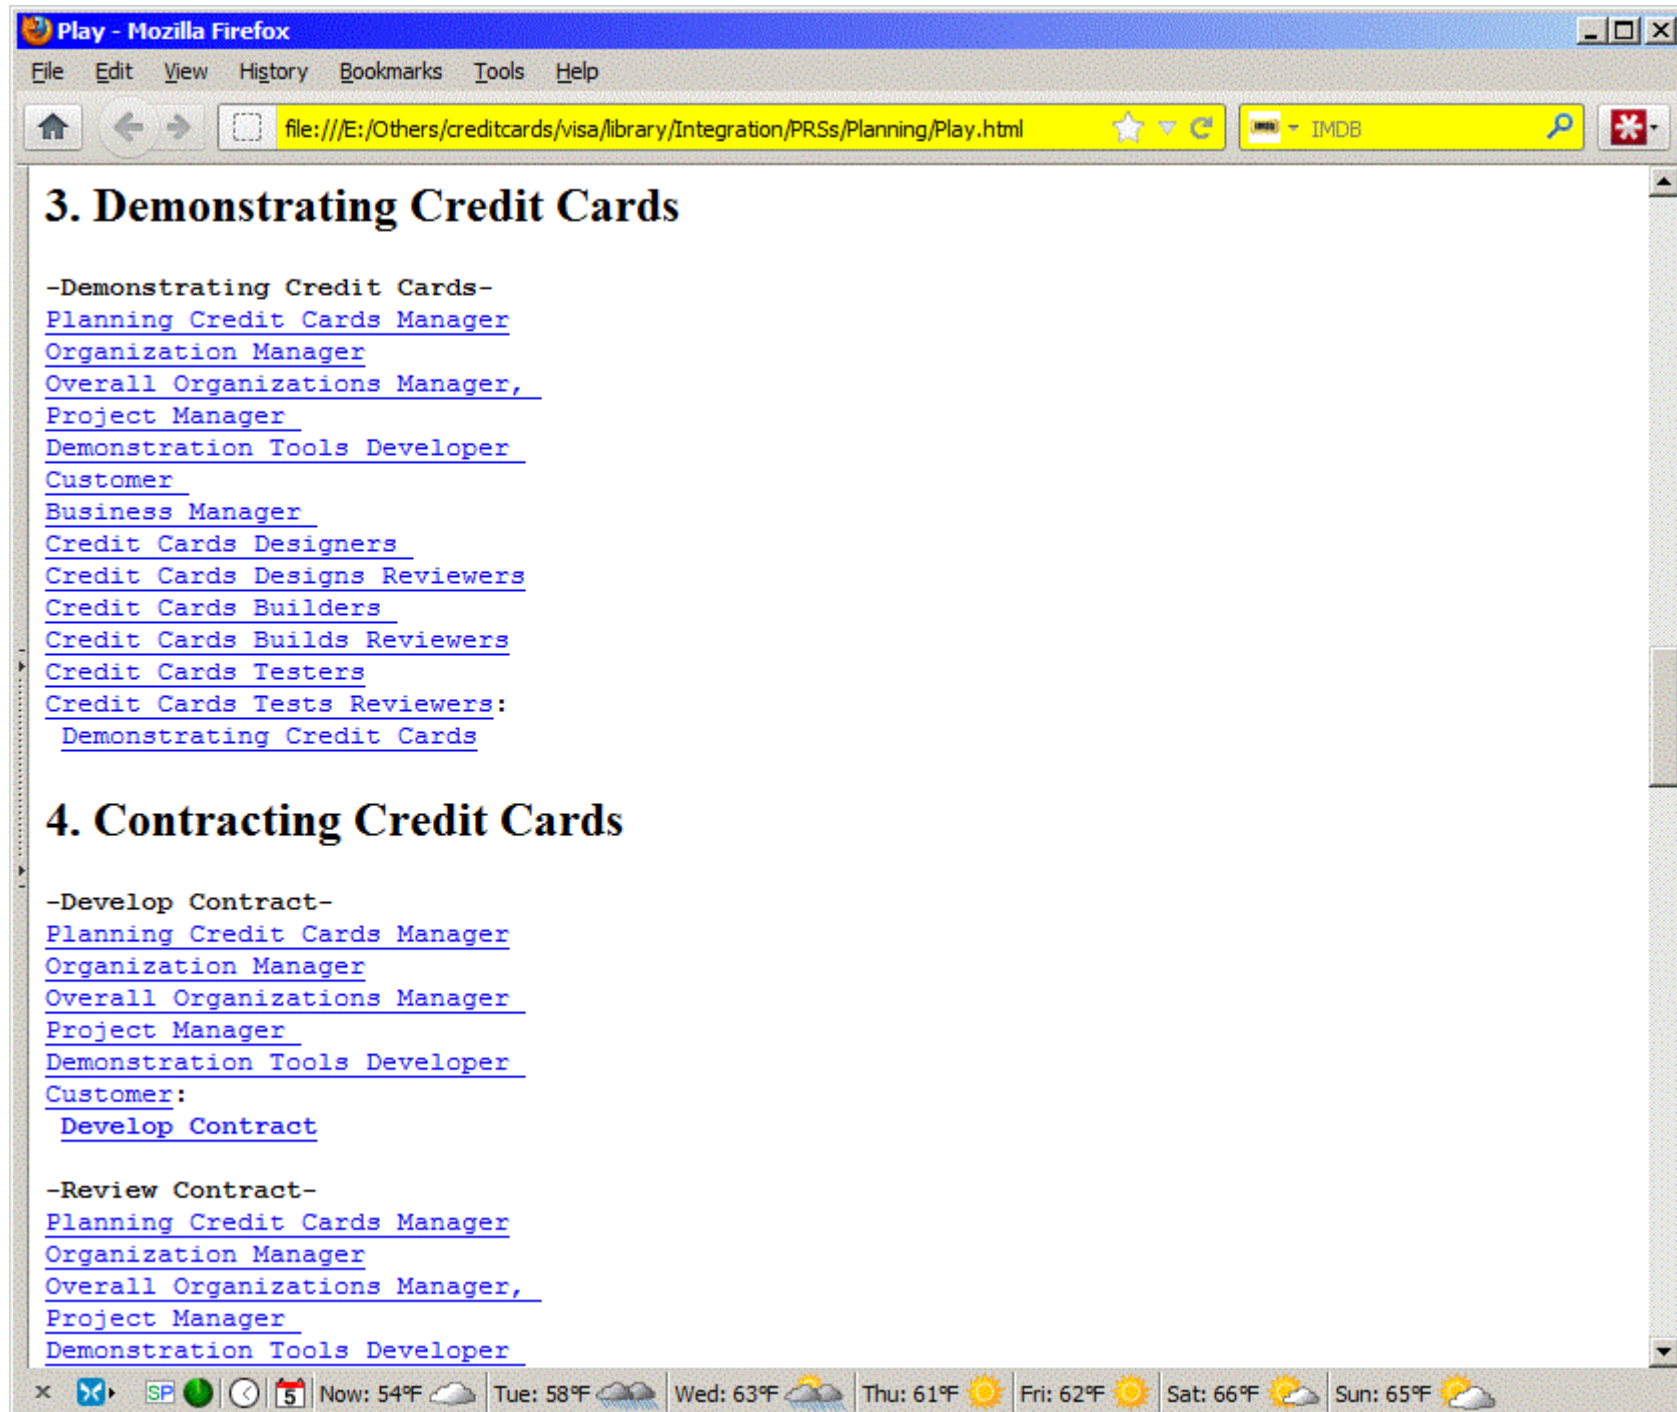 Play - Mozilla Firefox
File Edit View History Bookmarks Tools Help
file:///E:/Others/creditcards/visa/library/Integration/PRSs/Planning/Play.html IMDB
3. Demonstrating Credit Cards
-Demonstrating Credit Cards-
Planning Credit Cards Manager
Organization Manager
Overall Organizations Manager,
Project Manager
Demonstration Tools Developer
Customer
Business Manager
Credit Cards Designers
Credit Cards Designs Reviewers
Credit Cards Builders
Credit Cards Builds Reviewers
Credit Cards Testers
Credit Cards Tests Reviewers:
Demonstrating Credit Cards
4. Contracting Credit Cards
-Develop Contract-
Planning Credit Cards Manager
Organization Manager
Overall Organizations Manager
Project Manager
Demonstration Tools Developer
Customer:
Develop Contract
-Review Contract-
Planning Credit Cards Manager
Organization Manager
Overall Organizations Manager,
Project Manager
Demonstration Tools Developer
SP 5 Now: 54°F Tue: 58°F Wed: 63°F Thu: 61°F Fri: 62°F Sat: 66°F Sun: 65°F